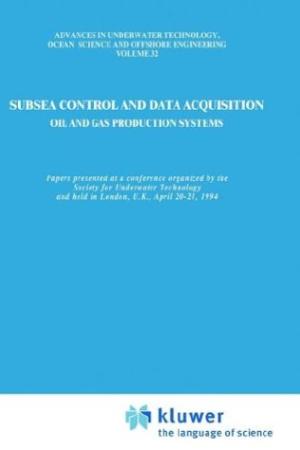 ADVANCES IN UNDERWATER TECHNOLOGY,
OCEAN SCIENCE AND OFFSHORE ENGINEERING
VOLUME 32
SUBSEA CONTROL AND DATA ACQUISITION
OIL AND GAS PRODUCTION SYSTEMS
Papers presented at a conference organized by the
Society for Underwater Technology
and held in London, U.K., April 20-21, 1994
kluwer
the language of science